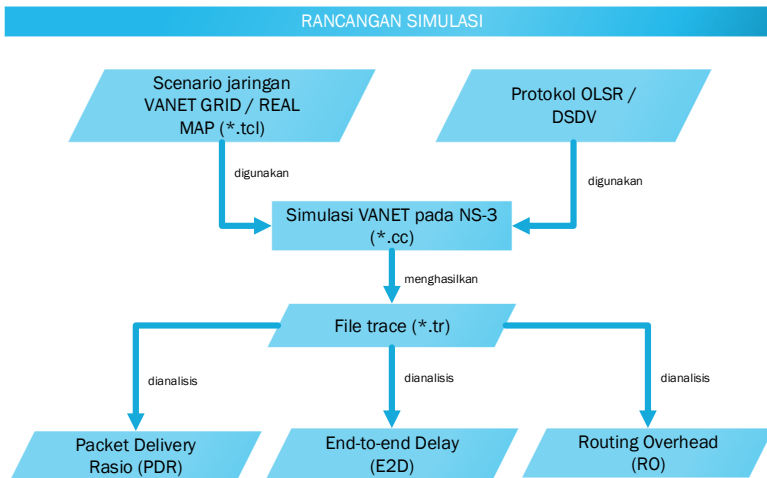 RANCANGAN SIMULASI
Scenario jaringan
VANET GRID / REAL
MAP (*.tcl)
Protokol OLSR /
DSDV
digunakan
digunakan
Simulasi VANET pada NS-3
(*.cc)
menghasilkan
File trace (*.tr)
dianalisis
dianalisis
dianalisis
Packet Delivery
Rasio (PDR)
End-to-end Delay
(E2D)
Routing Overhead
(RO)